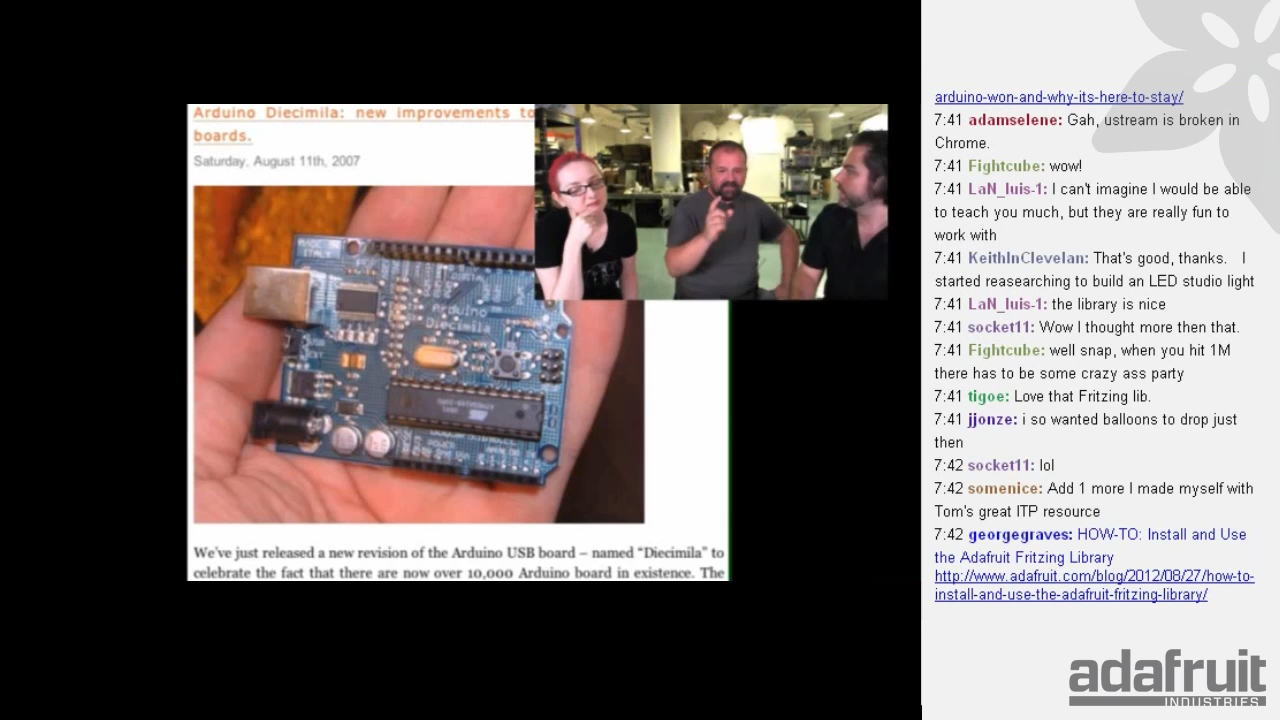 Arduino Diecimila: new improvements to
boards.
Saturday, August 11th, 2007
MADE IN
ITALY
Arduino
Diecimila
We've just released a new revision of the Arduino USB board – named “Diecimila” to
celebrate the fact that there are now over 10,000 Arduino board in existence. The
arduino-won-and-why-its-here-to-stay/
7:41 adamselene: Gah, ustream is broken in
Chrome.
7:41 Fightcube: wow!
7:41 LaN_luis-1: I can't imagine I would be able
to teach you much, but they are really fun to
work with
7:41 KeithInClevelan: That's good, thanks. I
started reasearching to build an LED studio light
7:41 LaN_luis-1: the library is nice
7:41 socket11: Wow I thought more then that.
7:41 Fightcube: well snap, when you hit 1M
there has to be some crazy ass party
7:41 tigoe: Love that Fritzing lib.
7:41 jjonze: i so wanted balloons to drop just
then
7:42 socket11: lol
7:42 somenice: Add 1 more I made myself with
Tom's great ITP resource
7:42 georgegraves: HOW-TO: Install and Use
the Adafruit Fritzing Library
http://www.adafruit.com/blog/2012/08/27/how-to-
install-and-use-the-adafruit-fritzing-library/
adafruit
INDUSTRIES